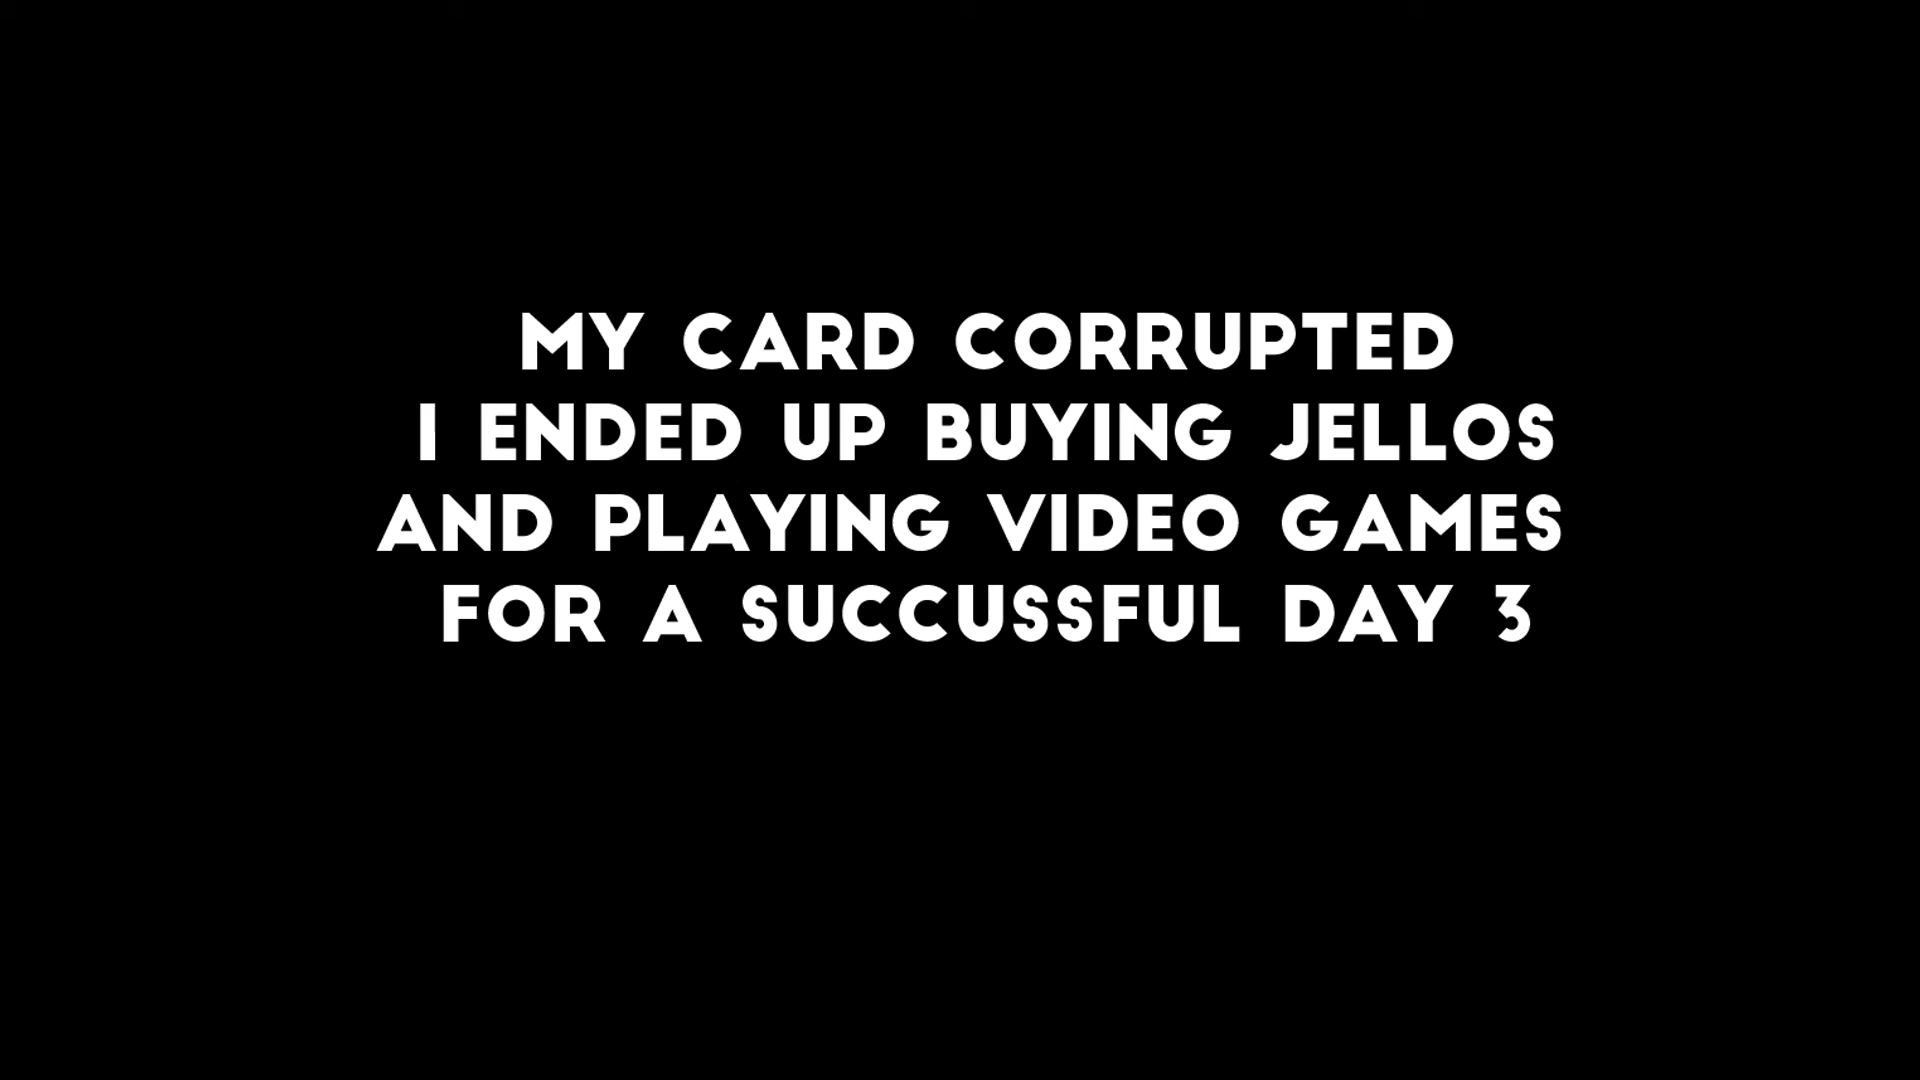 MY CARD CORRUPTED
I ENDED UP BUYING JELLOS
AND PLAYING VIDEO GAMES
FOR A SUCCUSSFUL DAY 3